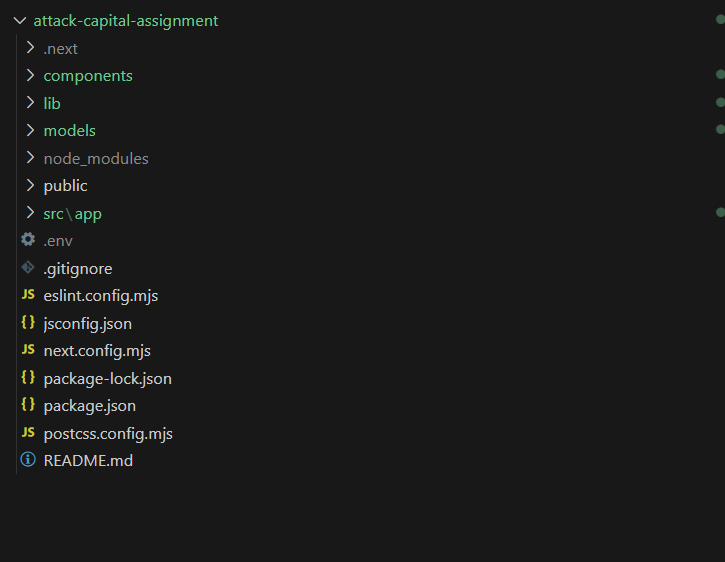 attack-capital-assignment
.next
components
lib
models
node_modules
public
src\app
.env
.gitignore
JS eslint.config.mjs
{} jsconfig.json
JS next.config.mjs
{} package-lock.json
{} package.json
JS postcss.config.mjs
README.md